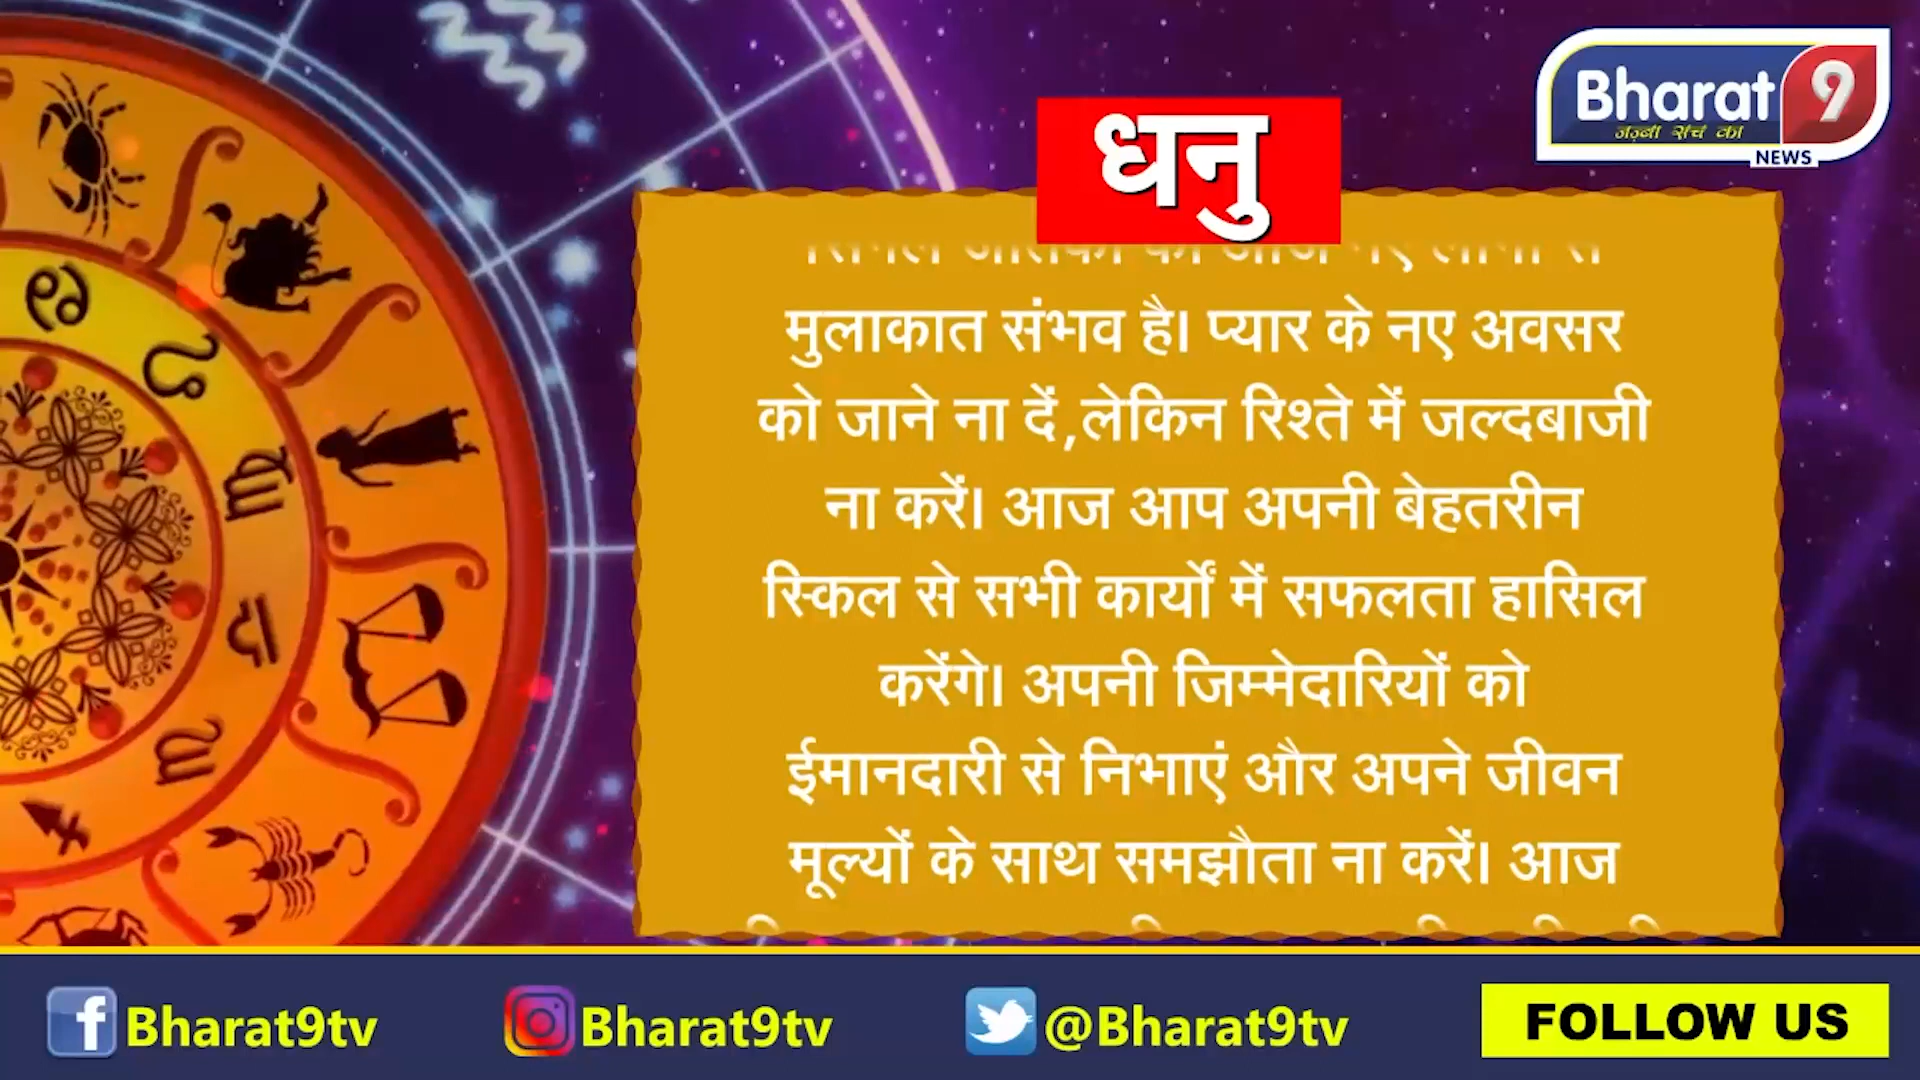 Bharat 9
NEWS
धनु
मुलाकात संभव है। प्यार के नए अवसर
को जाने ना दें,लेकिन रिश्ते में जल्दबाजी
ना करें। आज आप अपनी बेहतरीन
स्किल से सभी कार्यों में सफलता हासिल
करेंगे। अपनी जिम्मेदारियों को
ईमानदारी से निभाएं और अपने जीवन
मूल्यों के साथ समझौता ना करें। आज
Bharat9tv Bharat9tv @Bharat9tv FOLLOW US